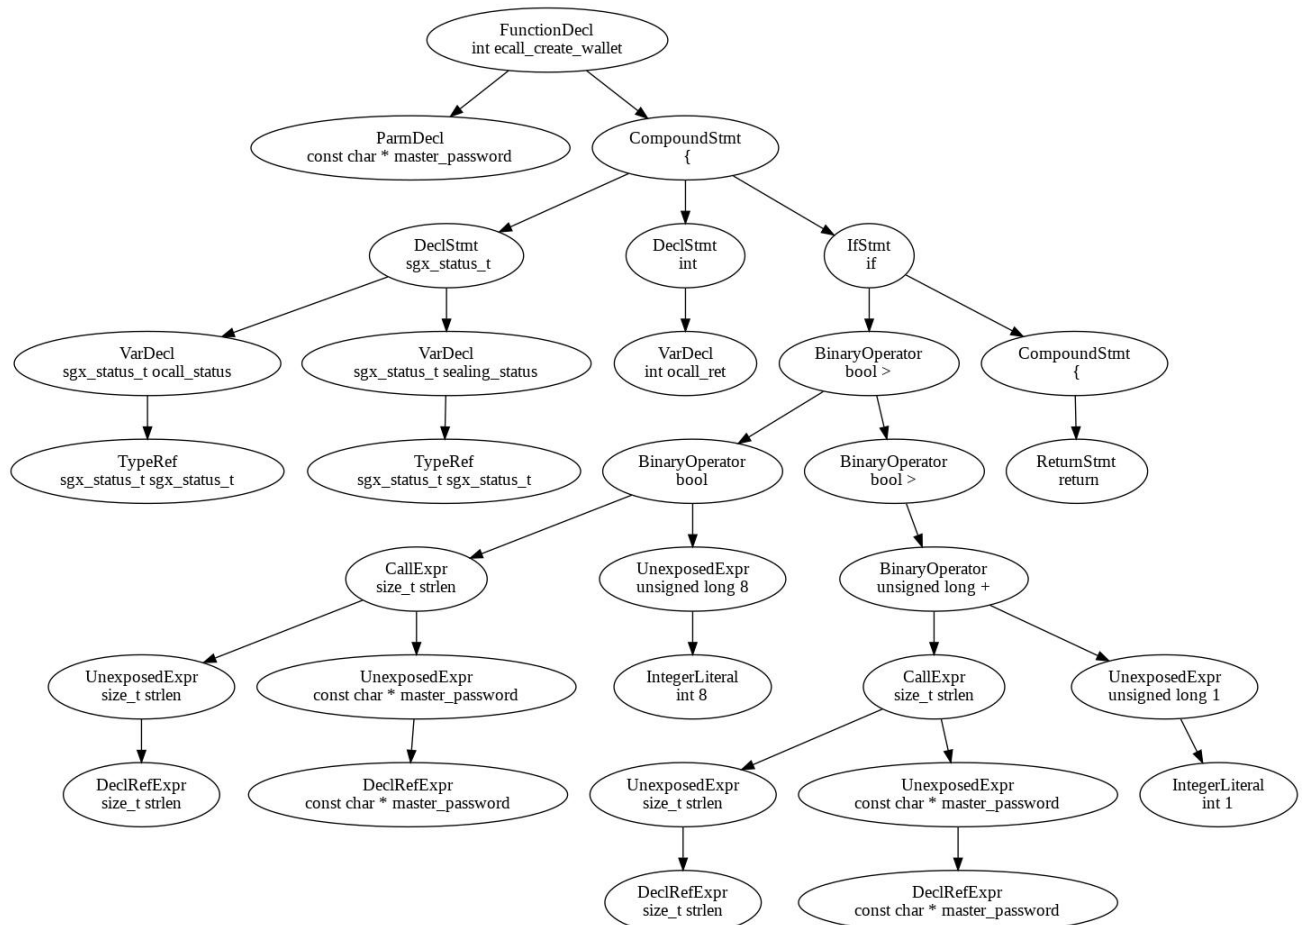 FunctionDecl
int ecall_create_wallet
ParmDecl
const char * master_password
CompoundStmt
{
DeclStmt
sgx_status_t
DeclStmt
int
IfStmt
if
VarDecl
sgx_status_t ocall_status
VarDecl
sgx_status_t sealing_status
VarDecl
int ocall_ret
BinaryOperator
bool >
CompoundStmt
{
TypeRef
sgx_status_t sgx_status_t
TypeRef
sgx_status_t sgx_status_t
BinaryOperator
bool
BinaryOperator
bool >
ReturnStmt
return
CallExpr
size_t strlen
UnexposedExpr
unsigned long 8
BinaryOperator
unsigned long +
UnexposedExpr
size_t strlen
UnexposedExpr
const char * master_password
IntegerLiteral
int 8
CallExpr
size_t strlen
UnexposedExpr
unsigned long 1
DeclRefExpr
size_t strlen
DeclRefExpr
const char * master_password
UnexposedExpr
size_t strlen
UnexposedExpr
const char * master_password
IntegerLiteral
int 1
DeclRefExpr
size_t strlen
DeclRefExpr
const char * master_password